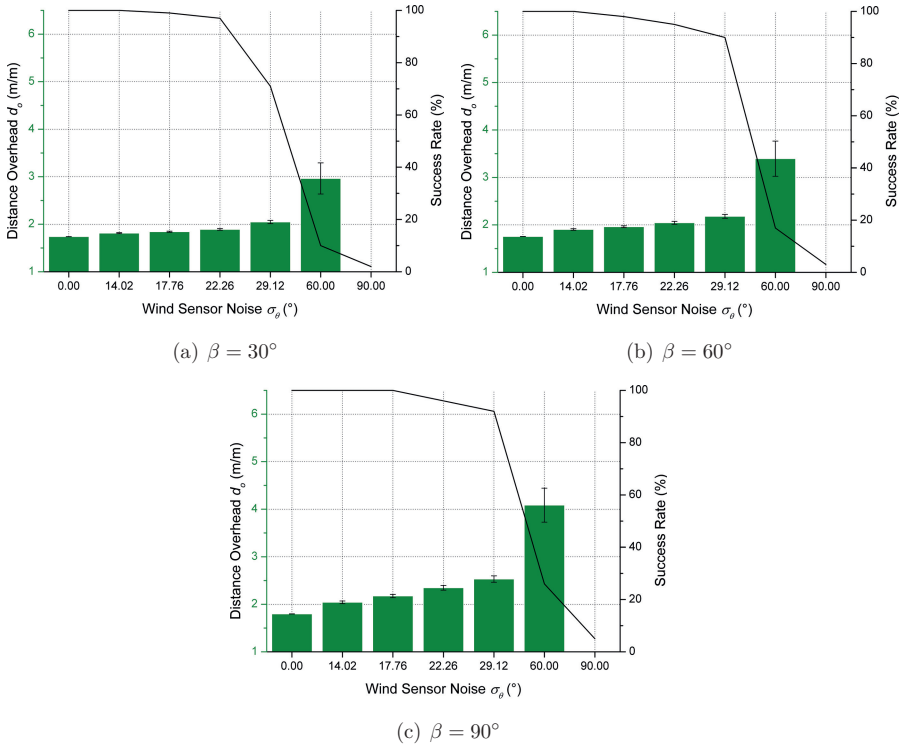 6
5
4
3
2
1
Distance Overhead dₒ (m/m)
100
80
60
40
20
0
Success Rate (%)
0.00 14.02 17.76 22.26 29.12 60.00 90.00
Wind Sensor Noise σ_θ (°)
(a) β = 30°
6
5
4
3
2
1
Distance Overhead dₒ (m/m)
100
80
60
40
20
0
Success Rate (%)
0.00 14.02 17.76 22.26 29.12 60.00 90.00
Wind Sensor Noise σ_θ (°)
(b) β = 60°
6
5
4
3
2
1
Distance Overhead dₒ (m/m)
100
80
60
40
20
0
Success Rate (%)
0.00 14.02 17.76 22.26 29.12 60.00 90.00
Wind Sensor Noise σ_θ (°)
(c) β = 90°